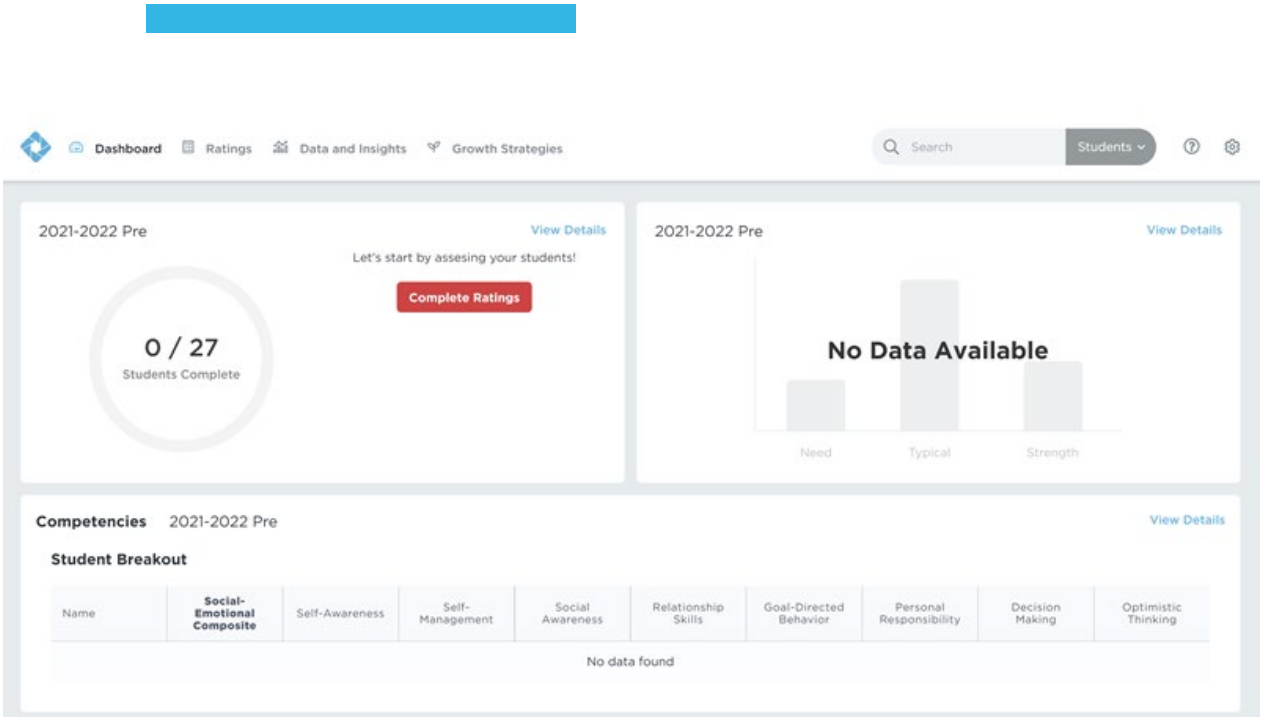 Dashboard Ratings Data and Insights Growth Strategies Search Students
2021-2022 Pre View Details
Let's start by assesing your students!
Complete Ratings
0 / 27
Students Complete
2021-2022 Pre View Details
No Data Available
Need Typical Strength
Competencies 2021-2022 Pre View Details
Student Breakout
Name Social-Emotional Composite Self-Awareness Self-Management Social Awareness Relationship Skills Goal-Directed Behavior Personal Responsibility Decision Making Optimistic Thinking
No data found